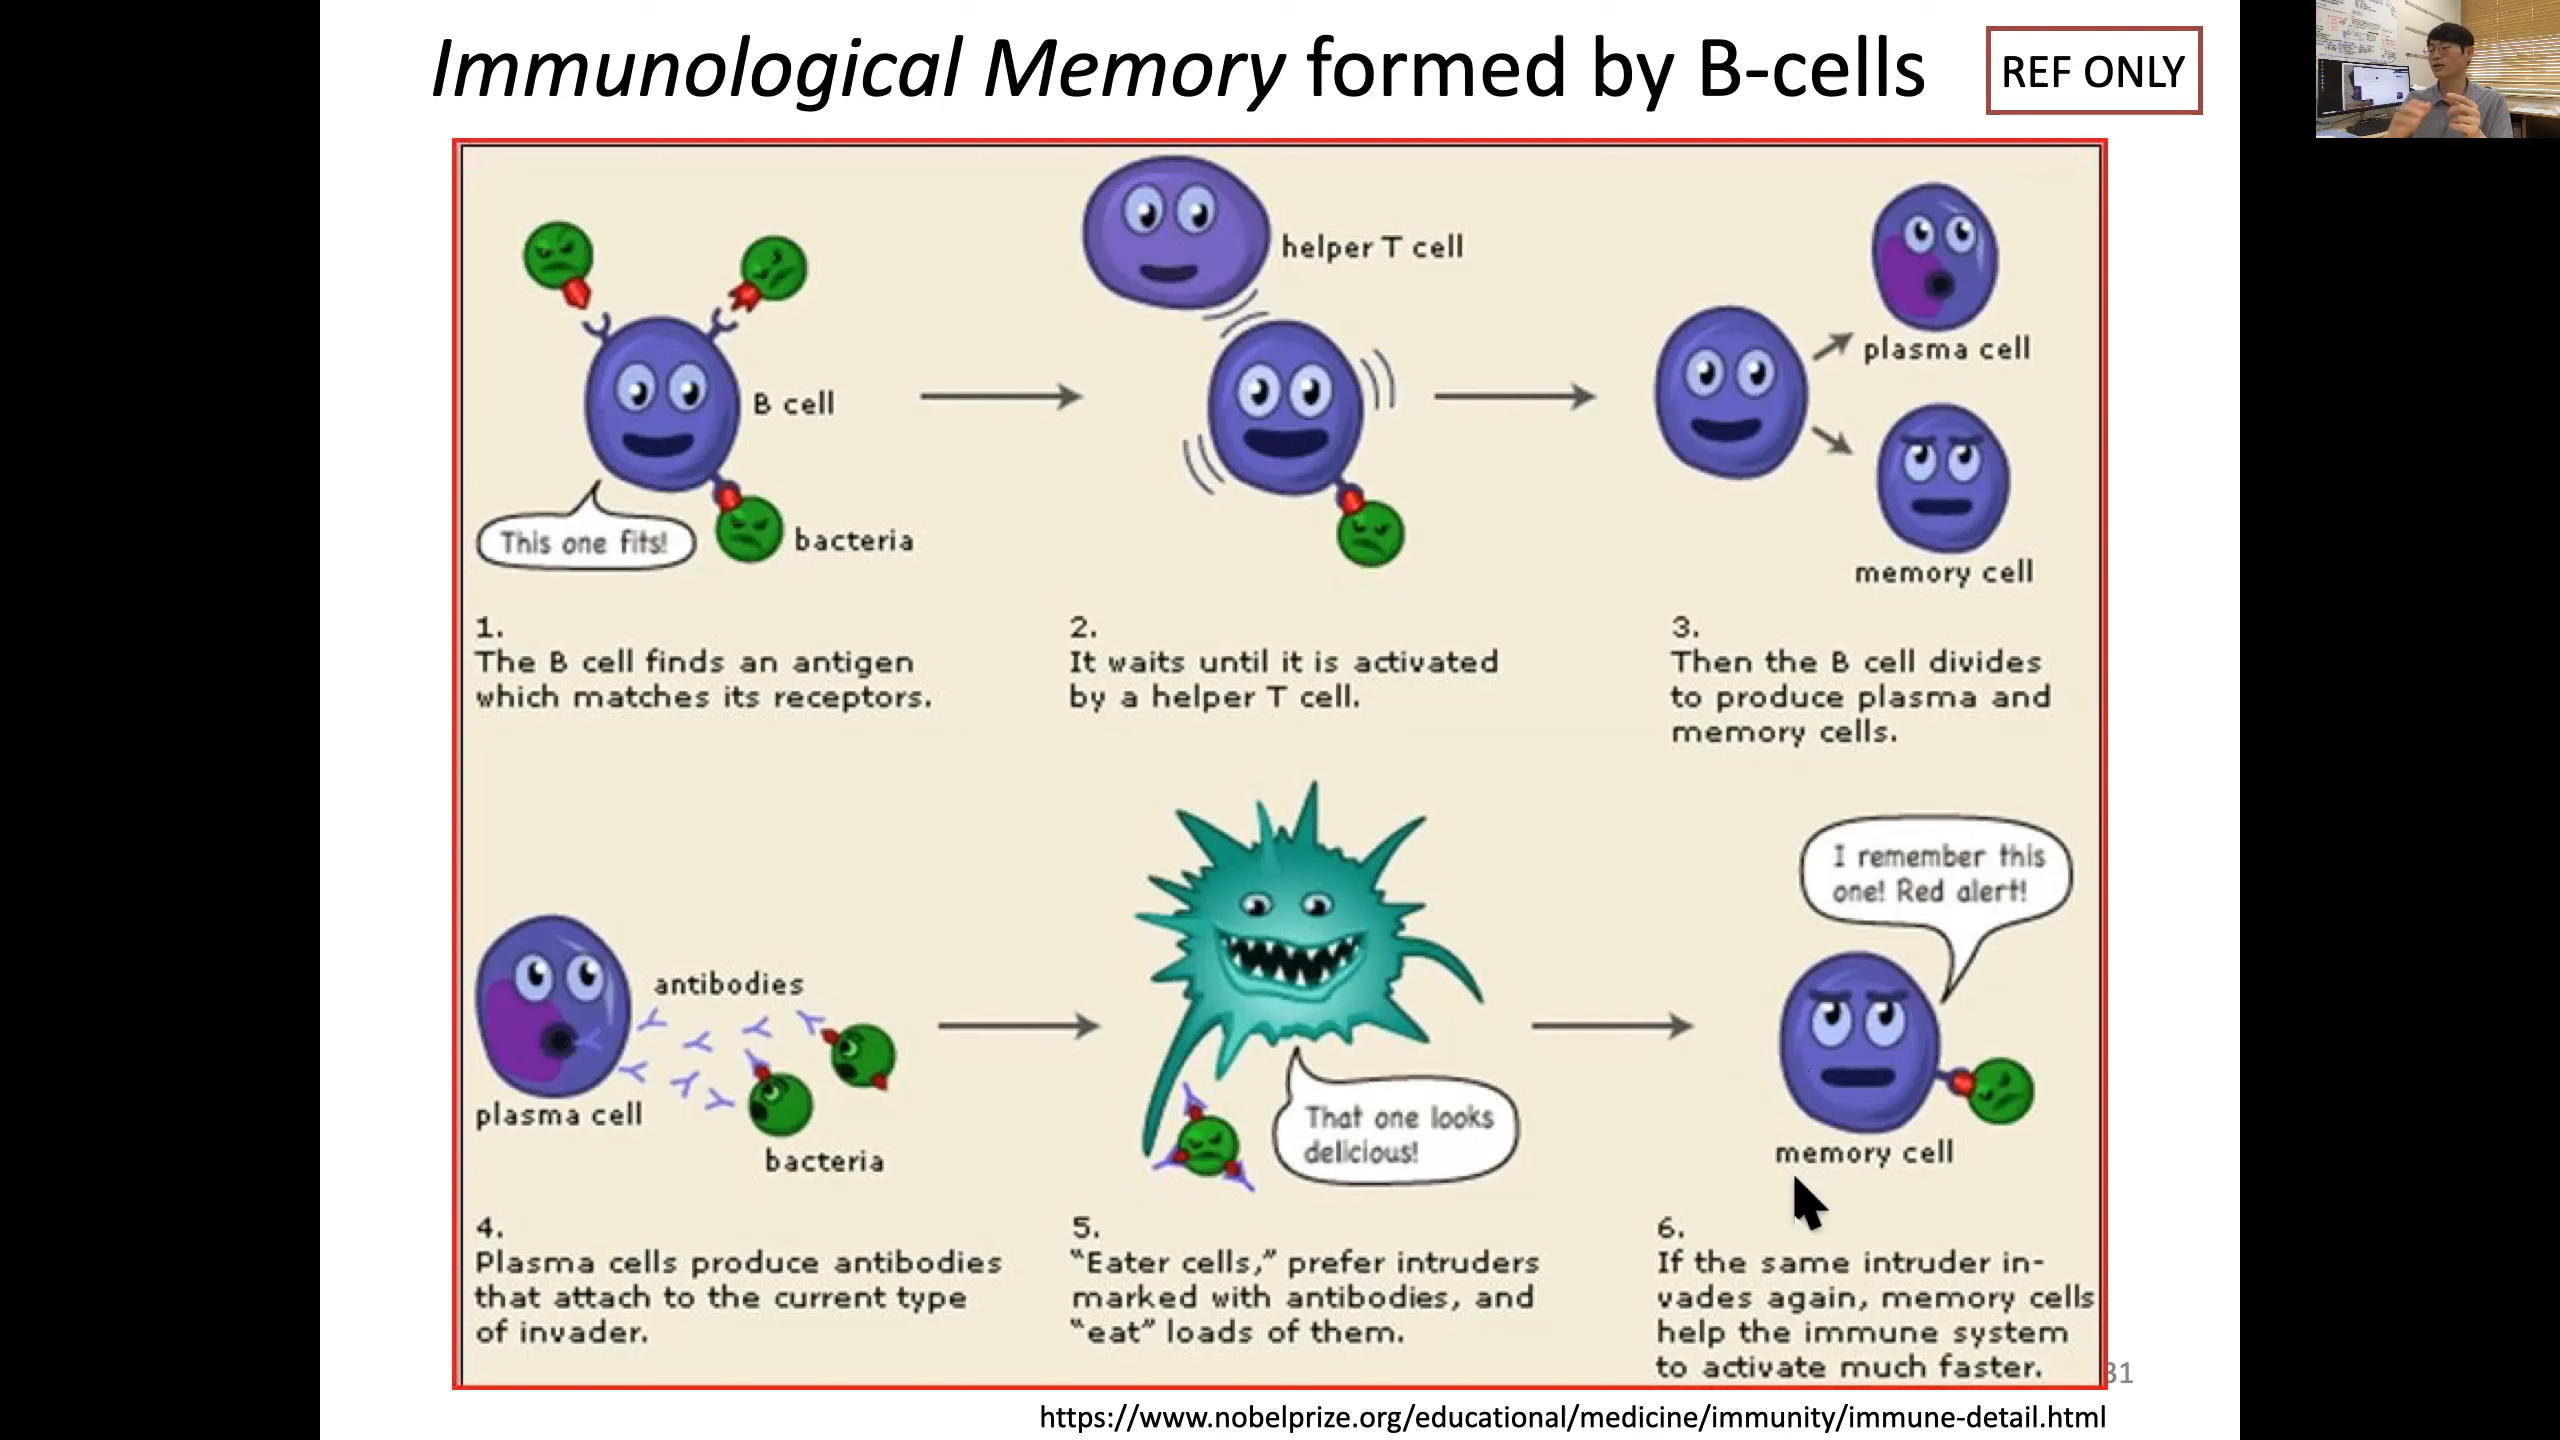 Immunological Memory formed by B-cells
REF ONLY
helper T cell
plasma cell
B cell
This one fits!
bacteria
memory cell
1.
The B cell finds an antigen
which matches its receptors.
2.
It waits until it is activated
by a helper T cell.
3.
Then the B cell divides
to produce plasma and
memory cells.
I remember this
one! Red alert!
antibodies
plasma cell
bacteria
That one looks
delicious!
memory cell
4.
Plasma cells produce antibodies
that attach to the current type
of invader.
5.
“Eater cells,” prefer intruders
marked with antibodies, and
“eat” loads of them.
6.
If the same intruder in-
vades again, memory cells
help the immune system
to activate much faster.
31
https://www.nobelprize.org/educational/medicine/immunity/immune-detail.html